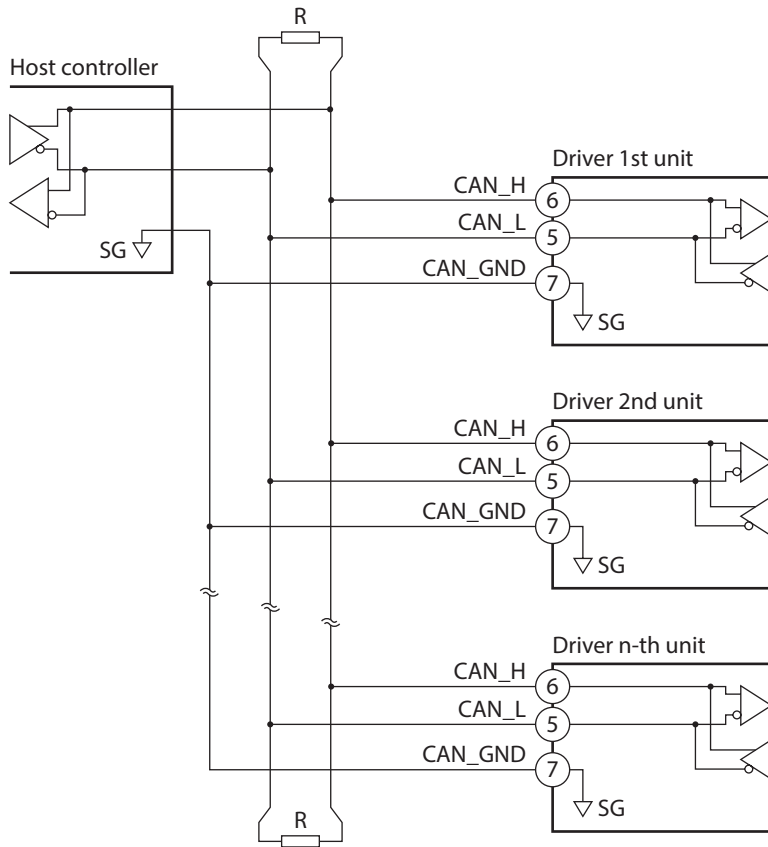 R
Host controller
SG
Driver 1st unit
CAN_H 6
CAN_L 5
CAN_GND 7
SG
Driver 2nd unit
CAN_H 6
CAN_L 5
CAN_GND 7
SG
Driver n-th unit
CAN_H 6
CAN_L 5
CAN_GND 7
SG
R